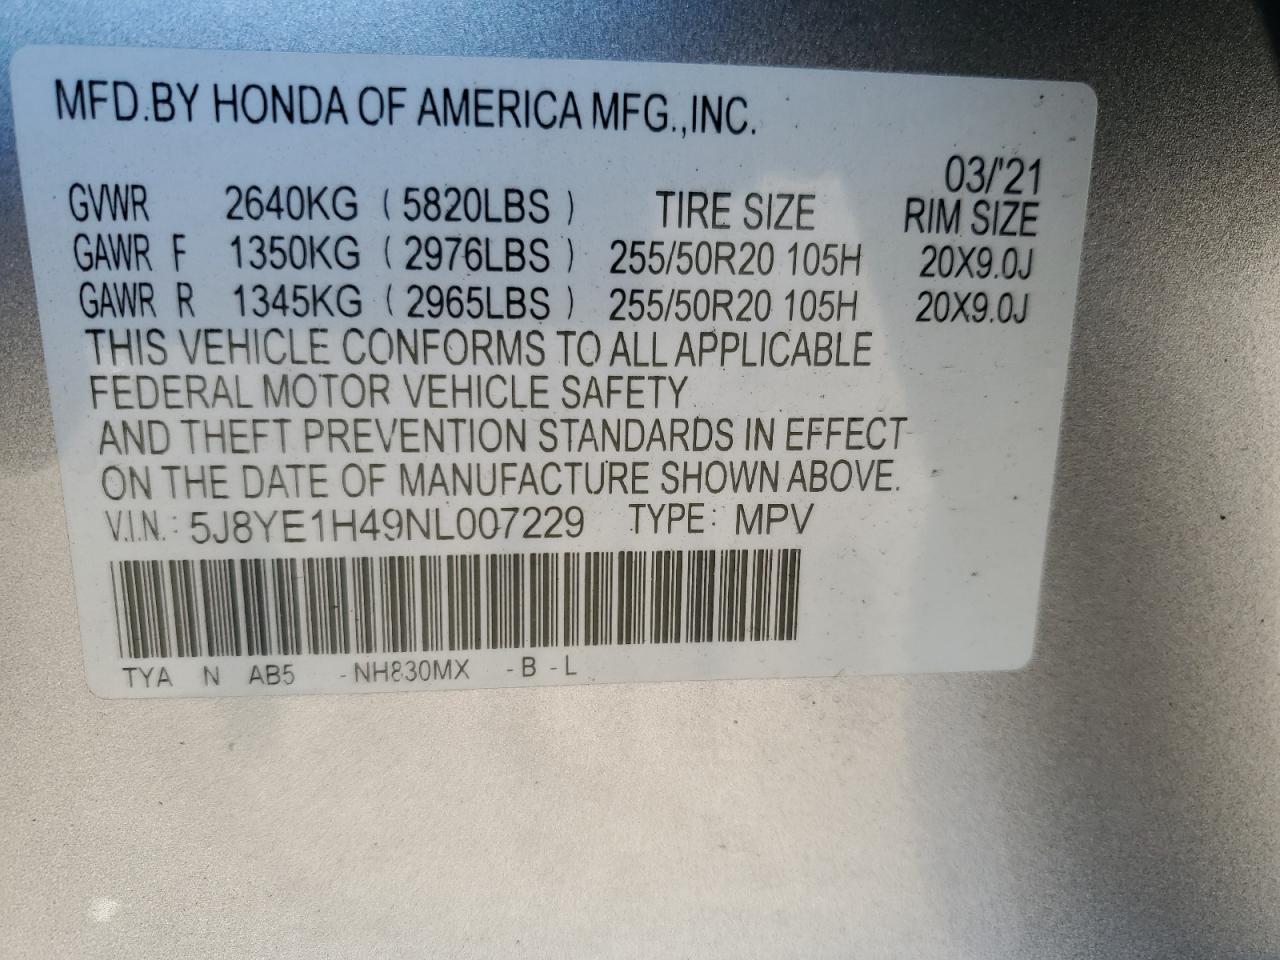 MFD.BY HONDA OF AMERICA MFG.,INC.
03/'21
GVWR 2640KG ( 5820LBS ) TIRE SIZE RIM SIZE
GAWR F 1350KG ( 2976LBS ) 255/50R20 105H 20X9.0J
GAWR R 1345KG ( 2965LBS ) 255/50R20 105H 20X9.0J
THIS VEHICLE CONFORMS TO ALL APPLICABLE
FEDERAL MOTOR VEHICLE SAFETY
AND THEFT PREVENTION STANDARDS IN EFFECT
ON THE DATE OF MANUFACTURE SHOWN ABOVE.
V.I.N.: 5J8YE1H49NL007229 TYPE: MPV
TYA N AB5 -NH830MX -B -L